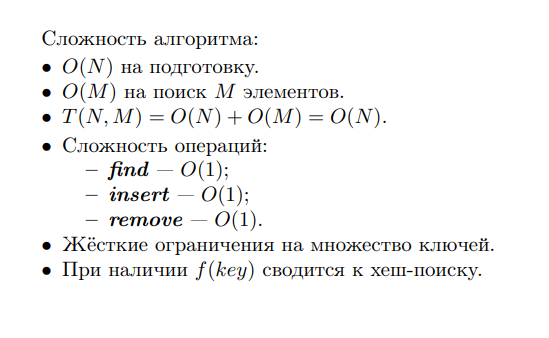 Сложность алгоритма:
• O(N) на подготовку.
• O(M) на поиск M элементов.
• T(N, M) = O(N) + O(M) = O(N).
• Сложность операций:
– find — O(1);
– insert — O(1);
– remove — O(1).
• Жёсткие ограничения на множество ключей.
• При наличии f(key) сводится к хеш-поиску.